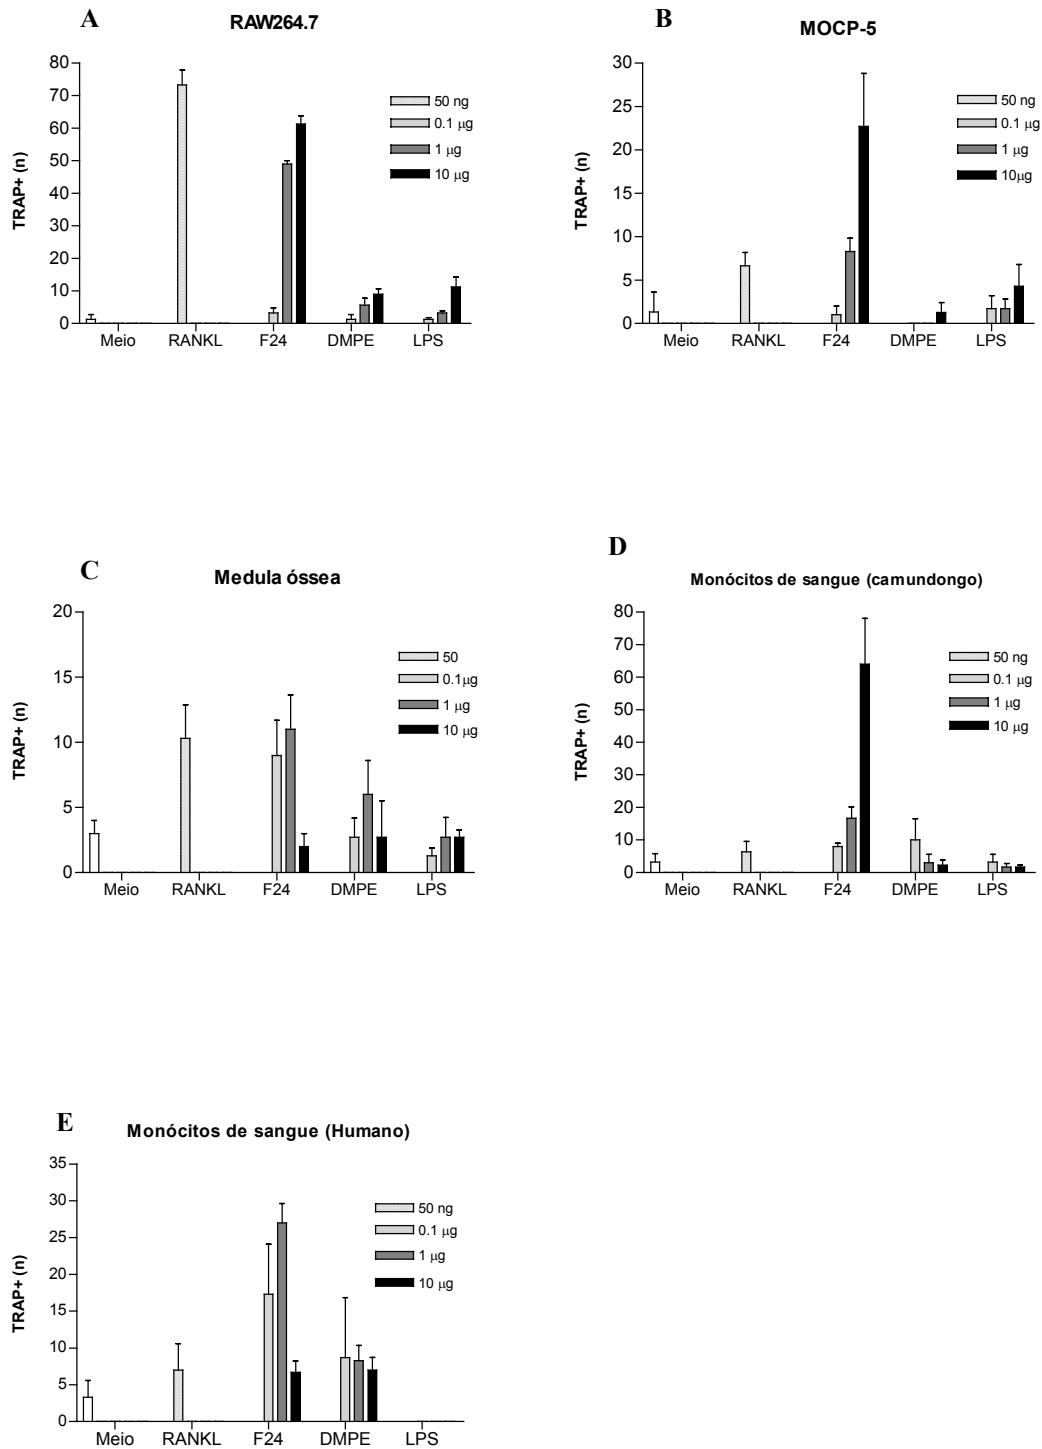 A
RAW264.7
TRAP+ (n)
80
70
60
50
40
30
20
10
0
50 ng
0.1 µg
1 µg
10 µg
Meio RANKL F24 DMPE LPS
B
MOCP-5
TRAP+ (n)
30
25
20
15
10
5
0
50 ng
0.1 µg
1 µg
10µg
Meio RANKL F24 DMPE LPS
C
Medula óssea
TRAP+ (n)
20
15
10
5
0
50
0.1µg
1 µg
10 µg
Meio RANKL F24 DMPE LPS
D
Monócitos de sangue (camundongo)
TRAP+ (n)
80
70
60
50
40
30
20
10
0
50 ng
0.1 µg
1 µg
10 µg
Meio RANKL F24 DMPE LPS
E
Monócitos de sangue (Humano)
TRAP+ (n)
35
30
25
20
15
10
5
0
50 ng
0.1 µg
1 µg
10 µg
Meio RANKL F24 DMPE LPS